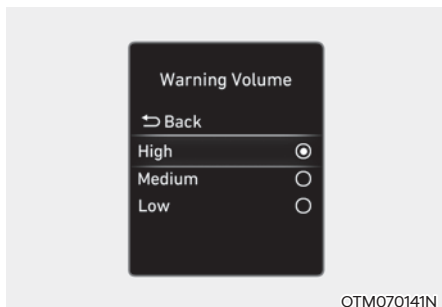 Warning Volume
Back
High
Medium
Low
OTM070141N